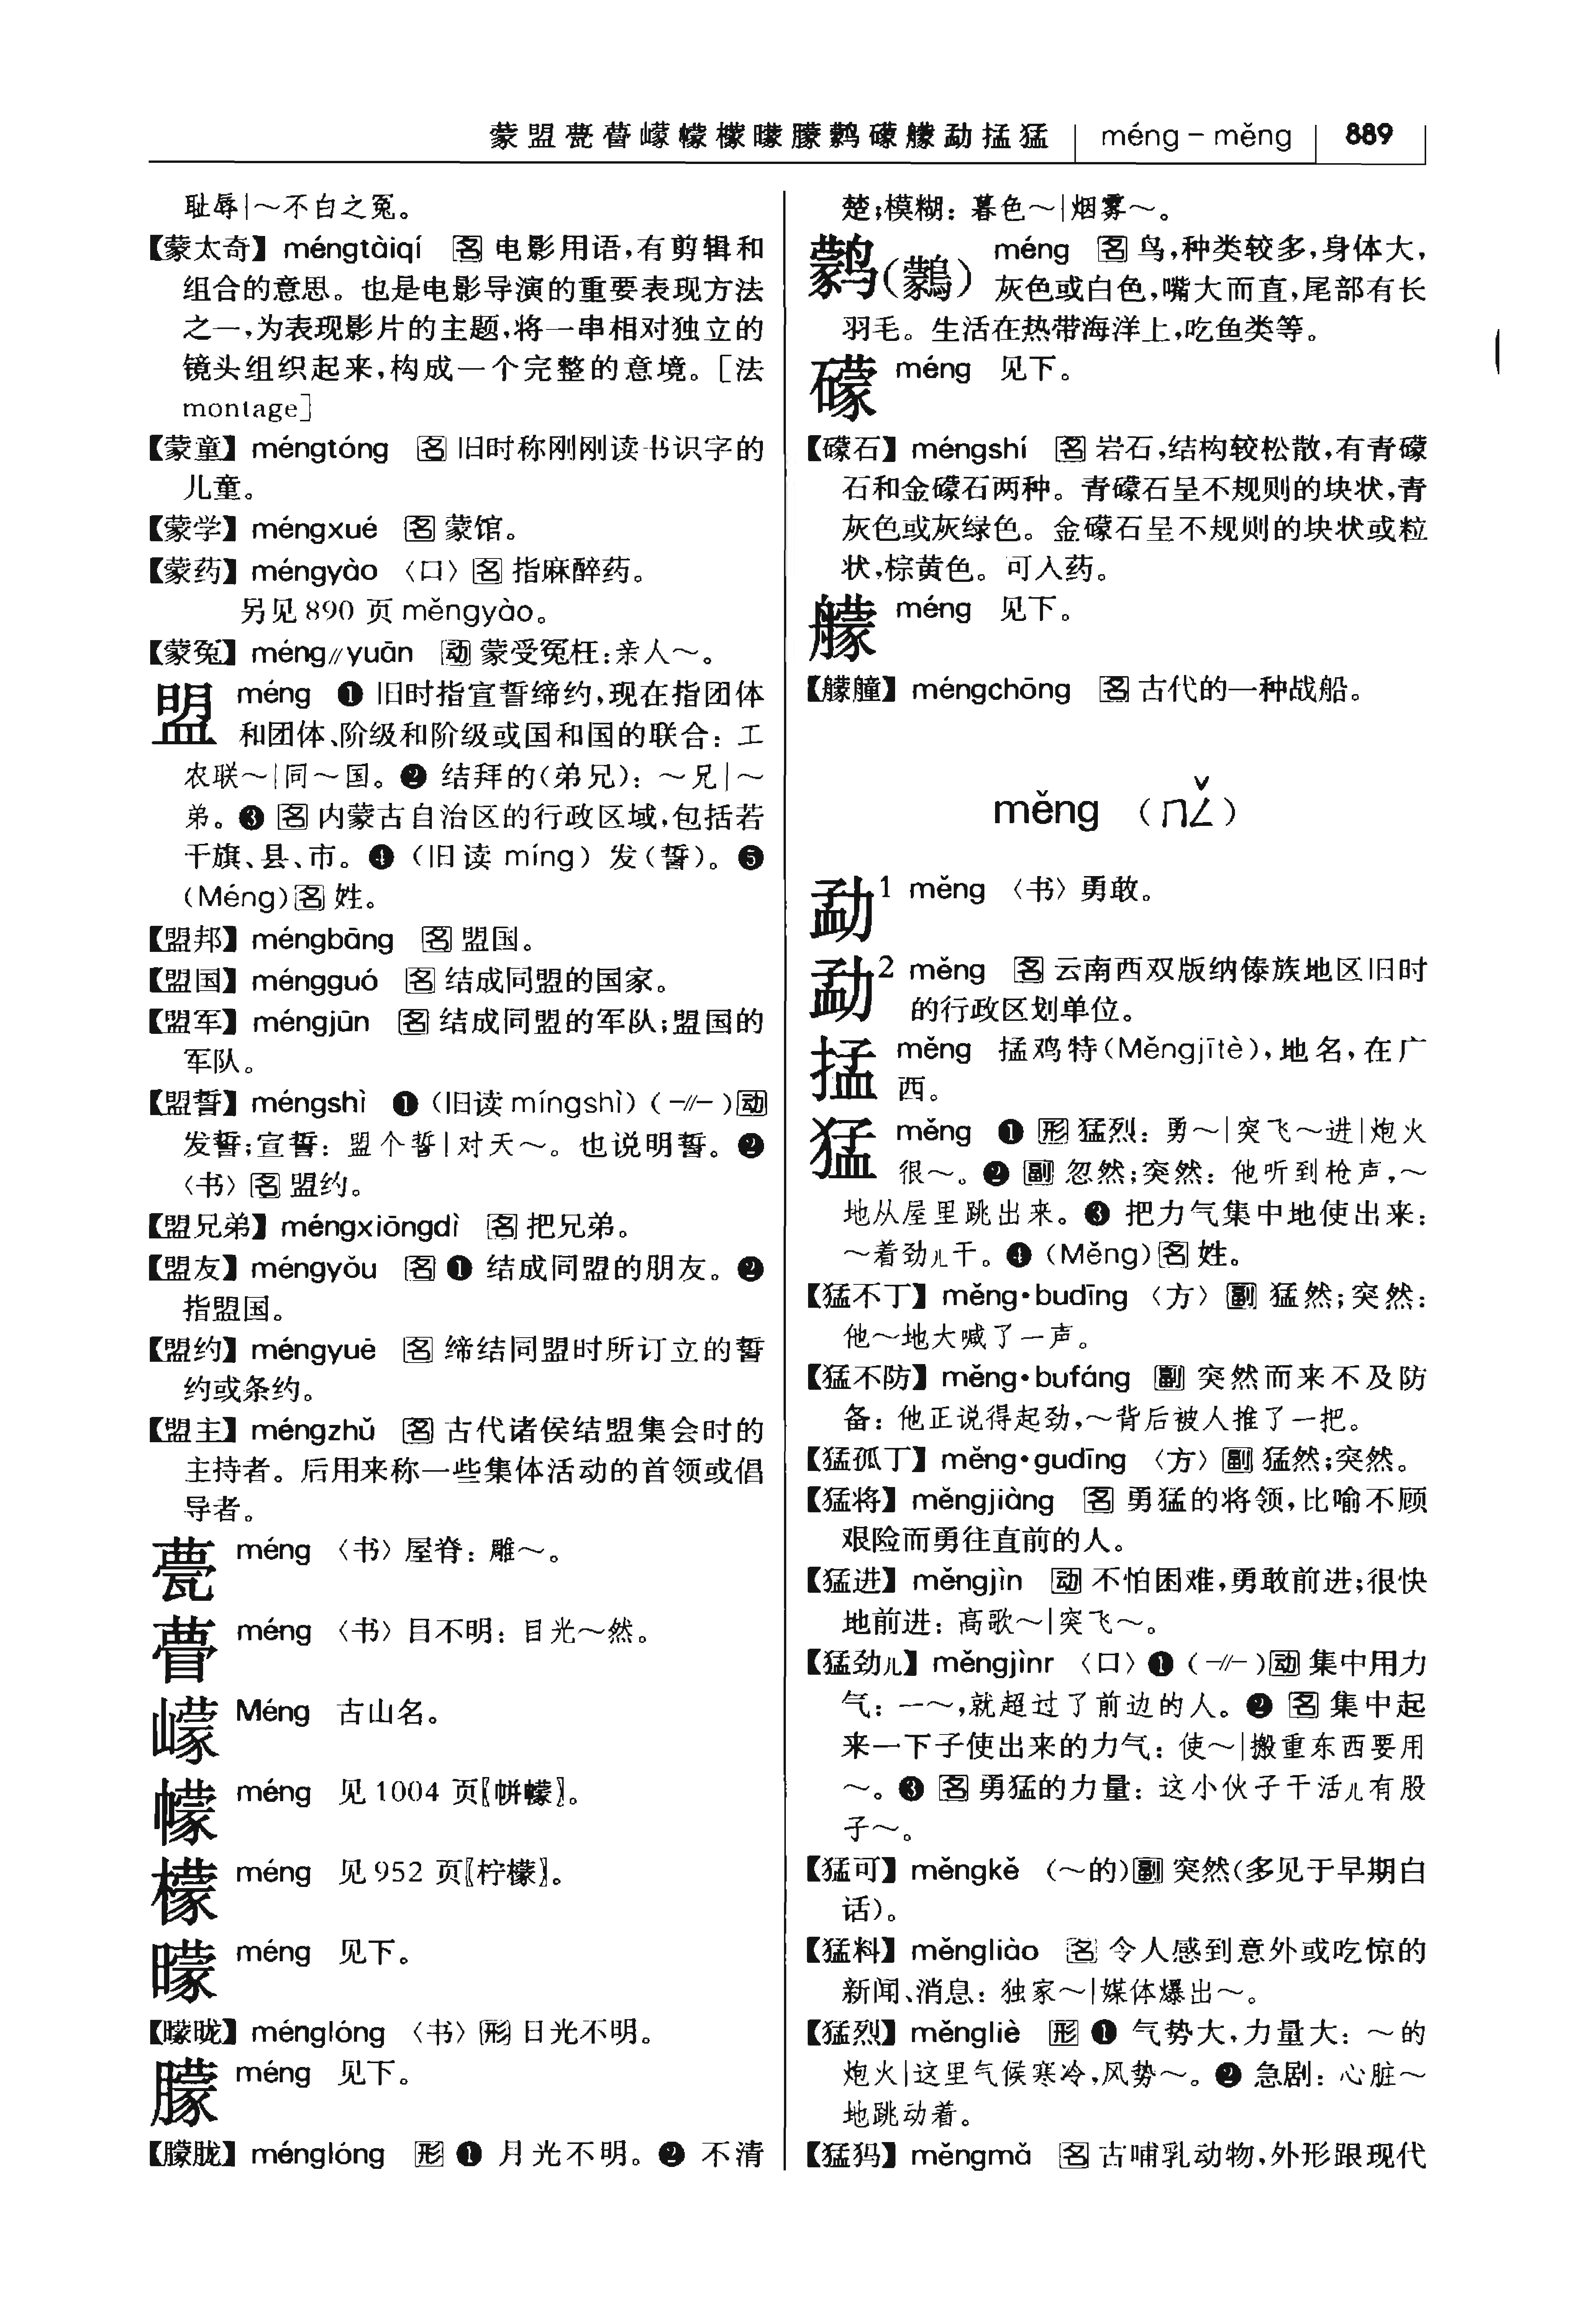 蒙盟甍瞢嶸幪檬曚朦鹲礞艨勐掹猛 méng－měng 889
耻辱|～不白之冤。
【蒙太奇】méngtàiqí 名 电影用语，有剪辑和
组合的意思。也是电影导演的重要表现方法
之一，为表现影片的主题，将一串相对独立的
镜头组织起来，构成一个完整的意境。[法
montage]
【蒙童】méngtóng 名 旧时称刚刚读书识字的
儿童。
【蒙学】méngxué 名 蒙馆。
【蒙药】méngyào 〈口〉名 指麻醉药。
另见890 页 měngyào。
【蒙冤】méng∥yuān 动 蒙受冤枉：亲人～。
盟 méng ❶ 旧时指宣誓缔约，现在指团体
和团体、阶级和阶级或国和国的联合：工
农联～|同～国。❷ 结拜的(弟兄)：～兄|～
弟。❸ 名 内蒙古自治区的行政区域，包括若
干旗、县、市。❹ (旧读 míng) 发(誓)。❺
(Méng)名 姓。
【盟邦】méngbāng 名 盟国。
【盟国】méngguó 名 结成同盟的国家。
【盟军】méngjūn 名 结成同盟的军队；盟国的
军队。
【盟誓】méngshì ❶ (旧读 míngshì) (－∥－)动
发誓；宣誓：盟个誓|对天～。也说明誓。❷
〈书〉名 盟约。
【盟兄弟】méngxiōngdì 名 把兄弟。
【盟友】méngyǒu 名 ❶ 结成同盟的朋友。❷
指盟国。
【盟约】méngyuē 名 缔结同盟时所订立的誓
约或条约。
【盟主】méngzhǔ 名 古代诸侯结盟集会时的
主持者。后用来称一些集体活动的首领或倡
导者。
甍 méng 〈书〉屋脊：雕～。
瞢 méng 〈书〉目不明：目光～然。
㠓 Méng 古山名。
幪 méng 见 1004 页〖帡幪〗。
檬 méng 见 952 页〖柠檬〗。
曚 méng 见下。
【曚昽】ménglóng 〈书〉形 日光不明。
朦 méng 见下。
【朦胧】ménglóng 形 ❶ 月光不明。❷ 不清
楚；模糊：暮色～|烟雾～。
鹲(鸏) méng 名 鸟，种类较多，身体大，
灰色或白色，嘴大而直，尾部有长
羽毛。生活在热带海洋上，吃鱼类等。
礞 méng 见下。
【礞石】méngshí 名 岩石，结构较松散，有青礞
石和金礞石两种。青礞石呈不规则的块状，青
灰色或灰绿色。金礞石呈不规则的块状或粒
状，棕黄色。可入药。
艨 méng 见下。
【艨艟】méngchōng 名 古代的一种战船。
měng (ㄇㄥˇ)
勐1 měng 〈书〉勇敢。
勐2 měng 名 云南西双版纳傣族地区旧时
的行政区划单位。
掹 měng 掹鸡特(Měngjītè)，地名，在广
西。
猛 měng ❶ 形 猛烈：勇～|突飞～进|炮火
很～。❷ 副 忽然；突然：他听到枪声，～
地从屋里跳出来。❸ 把力气集中地使出来：
～着劲儿干。❹ (Měng)名 姓。
【猛不丁】měng·budīng 〈方〉副 猛然；突然：
他～地大喊了一声。
【猛不防】měng·bufáng 副 突然而来不及防
备：他正说得起劲，～背后被人推了一把。
【猛孤丁】měng·gudīng 〈方〉副 猛然；突然。
【猛将】měngjiàng 名 勇猛的将领，比喻不顾
艰险而勇往直前的人。
【猛进】měngjìn 动 不怕困难，勇敢前进；很快
地前进：高歌～|突飞～。
【猛劲儿】měngjìnr 〈口〉❶ (－∥－)动 集中用力
气：一～，就超过了前边的人。❷ 名 集中起
来一下子使出来的力气：使～|搬重东西要用
～。❸ 名 勇猛的力量：这小伙子干活儿有股
子～。
【猛可】měngkě (～的)副 突然(多见于早期白
话)。
【猛料】měngliào 名 令人感到意外或吃惊的
新闻、消息：独家～|媒体爆出～。
【猛烈】měngliè 形 ❶ 气势大，力量大：～的
炮火|这里气候寒冷，风势～。❷ 急剧：心脏～
地跳动着。
【猛犸】měngmǎ 名 古哺乳动物，外形跟现代